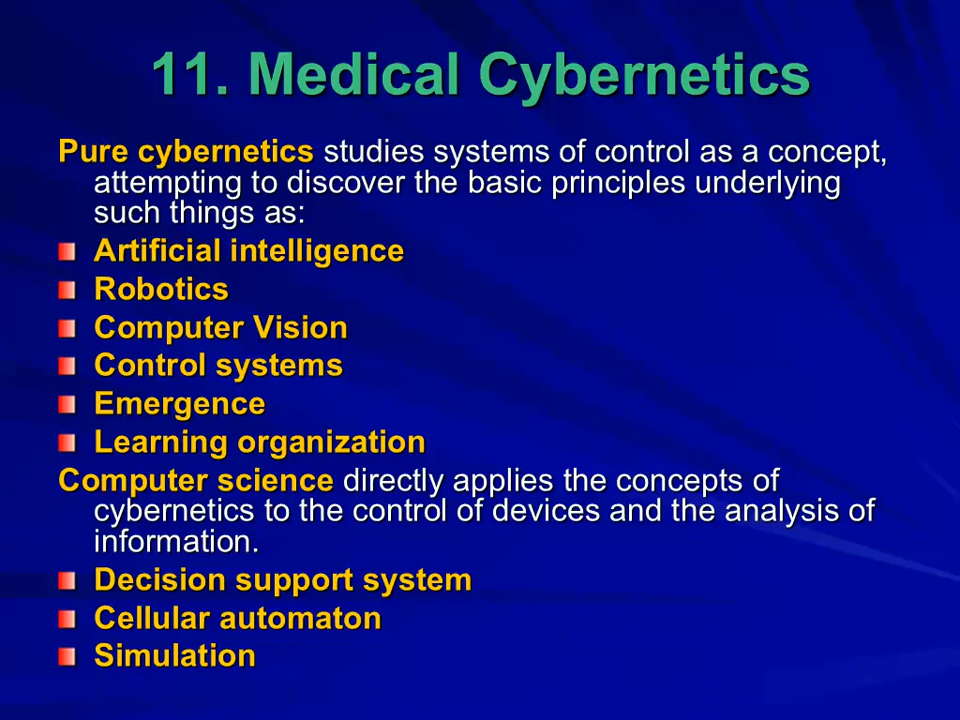 11. Medical Cybernetics
Pure cybernetics studies systems of control as a concept,
attempting to discover the basic principles underlying
such things as:
Artificial intelligence
Robotics
Computer Vision
Control systems
Emergence
Learning organization
Computer science directly applies the concepts of
cybernetics to the control of devices and the analysis of
information.
Decision support system
Cellular automaton
Simulation